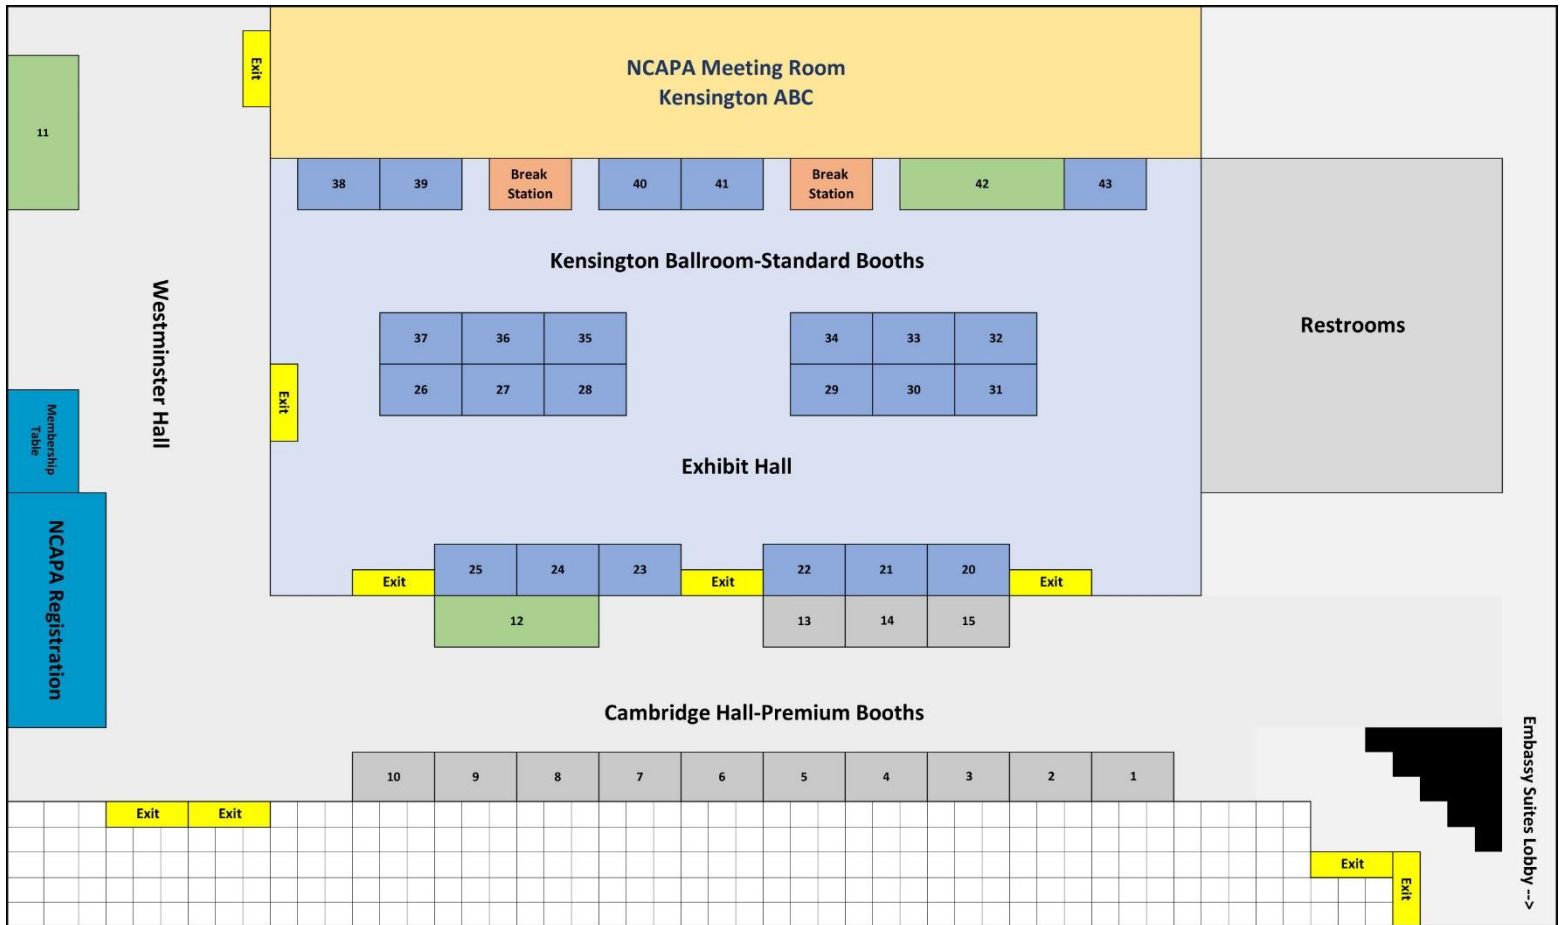 NCAPA Meeting Room
Kensington ABC
Exit
11
38
39
Break
Station
40
41
Break
Station
42
43
Kensington Ballroom-Standard Booths
Westminster Hall
37
36
35
34
33
32
Restrooms
26
27
28
29
30
31
Exit
Membership
Table
Exhibit Hall
NCAPA Registration
25
24
23
22
21
20
Exit
Exit
Exit
12
13
14
15
Cambridge Hall-Premium Booths
10
9
8
7
6
5
4
3
2
1
Embassy Suites Lobby -->
Exit
Exit
Exit
Exit